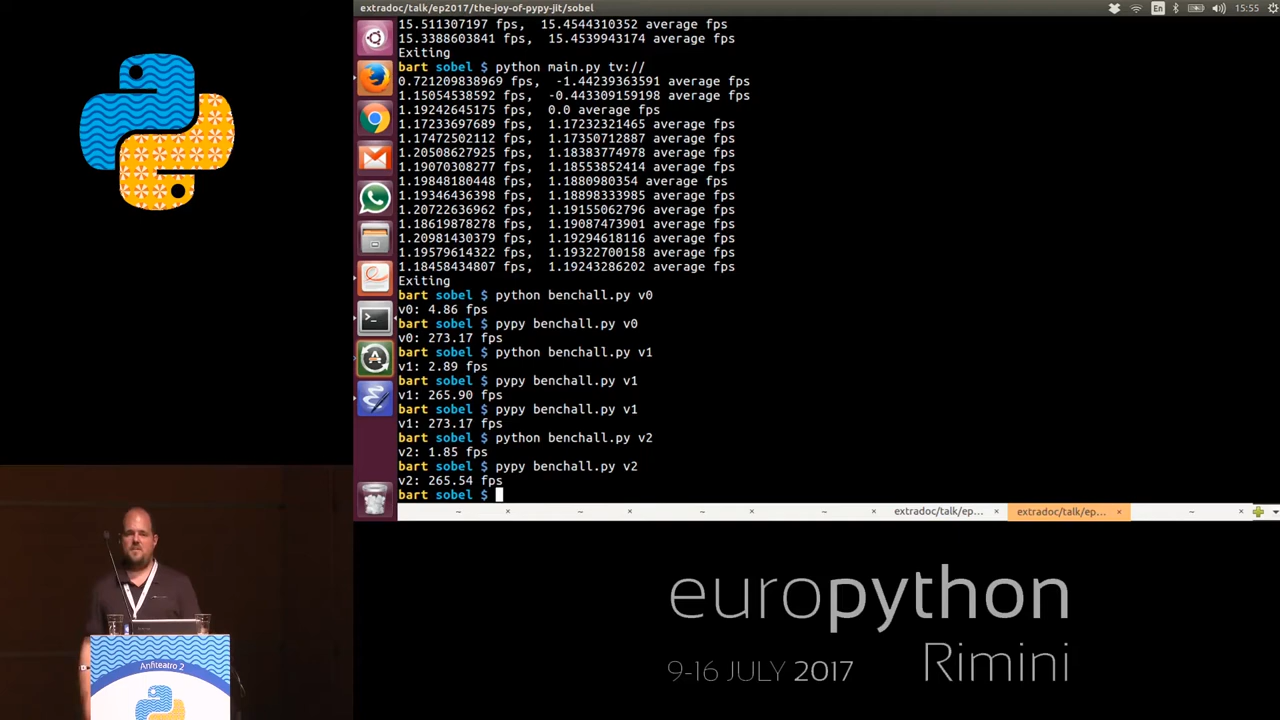 extradoc/talk/ep2017/the-joy-of-pypy-jit/sobel
En
15:55
15.511307197 fps,  15.4544310352 average fps
15.3388603841 fps,  15.4539943174 average fps
Exiting
bart sobel $ python main.py tv://
0.721209838969 fps,  -1.44239363591 average fps
1.15054538592 fps,  -0.443309159198 average fps
1.19242645175 fps,  0.0 average fps
1.17233697689 fps,  1.17232321465 average fps
1.17472502112 fps,  1.17350712887 average fps
1.20508627925 fps,  1.18383774978 average fps
1.19070308277 fps,  1.18553852414 average fps
1.19848180448 fps,  1.1880980354 average fps
1.19346436398 fps,  1.18898333985 average fps
1.20722636962 fps,  1.19155062796 average fps
1.18619878278 fps,  1.19087473901 average fps
1.20981430379 fps,  1.19294618116 average fps
1.19579614322 fps,  1.19322700158 average fps
1.18458434807 fps,  1.19243286202 average fps
Exiting
bart sobel $ python benchall.py v0
v0: 4.86 fps
bart sobel $ pypy benchall.py v0
v0: 273.17 fps
bart sobel $ python benchall.py v1
v1: 2.89 fps
bart sobel $ pypy benchall.py v1
v1: 265.90 fps
bart sobel $ pypy benchall.py v1
v1: 273.17 fps
bart sobel $ python benchall.py v2
v2: 1.85 fps
bart sobel $ pypy benchall.py v2
v2: 265.54 fps
bart sobel $
~ × ~ × ~ × ~ × extradoc/talk/ep... × extradoc/talk/ep... × ~ ×
europython
Rimini
9-16 JULY 2017
Anfiteatro 2